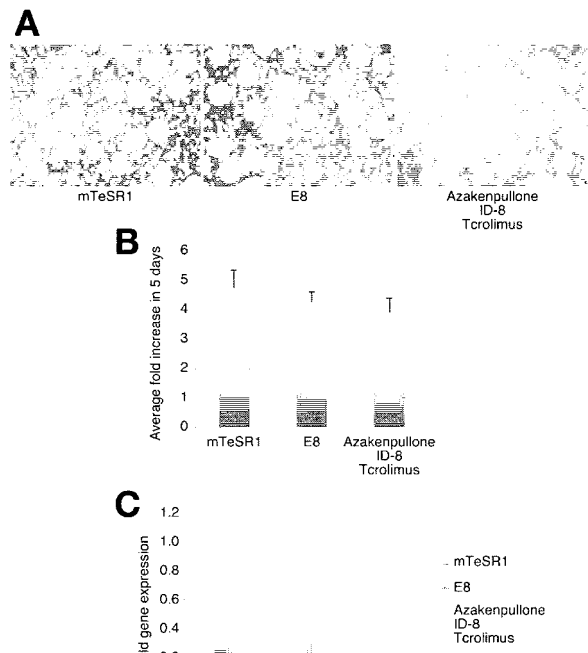 A
mTeSR1
E8
Azakenpullone
ID-8
Tcrolimus
B
Average fold increase in 5 days
6
5
4
3
2
1
0
mTeSR1
E8
Azakenpullone
ID-8
Tcrolimus
C
gene expression
1.2
1.0
0.8
0.6
0.4
mTeSR1
E8
Azakenpullone
ID-8
Tcrolimus